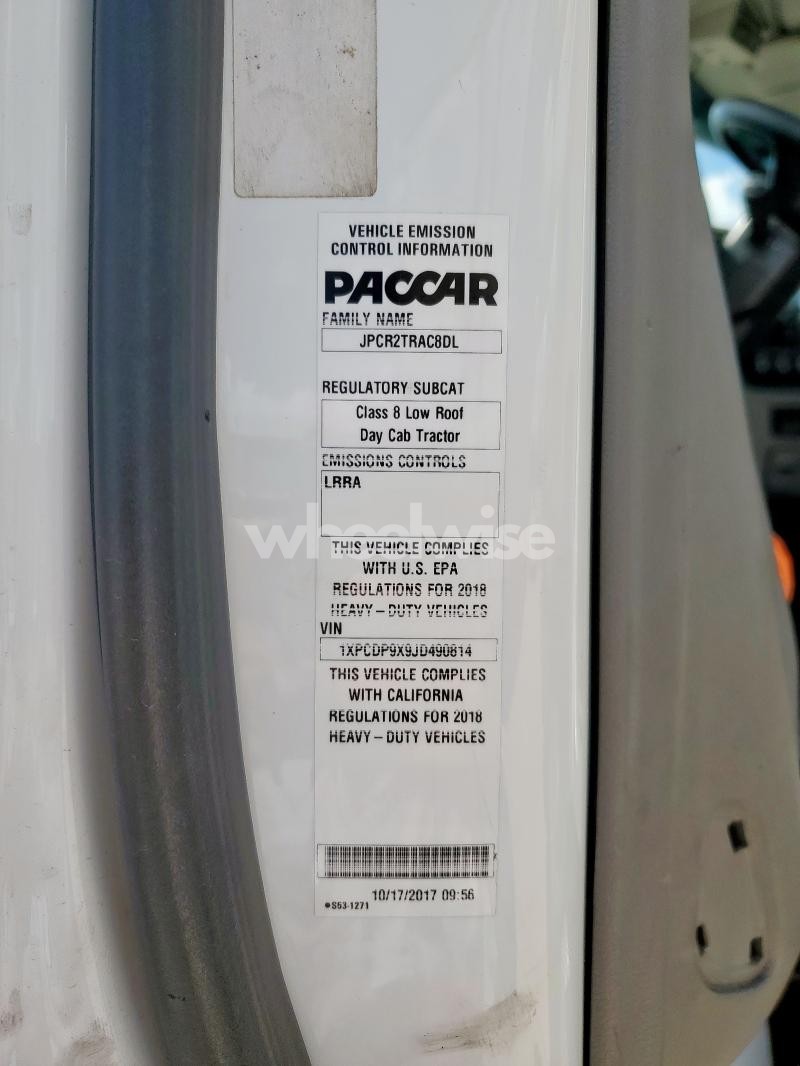 VEHICLE EMISSION
CONTROL INFORMATION
PACCAR
FAMILY NAME
JPCR2TRAC8DL
REGULATORY SUBCAT
Class 8 Low Roof
Day Cab Tractor
EMISSIONS CONTROLS
LRRA
wheelwise
THIS VEHICLE COMPLIES
WITH U.S. EPA
REGULATIONS FOR 2018
HEAVY-DUTY VEHICLES
VIN
1XPCDP9X9JD490814
THIS VEHICLE COMPLIES
WITH CALIFORNIA
REGULATIONS FOR 2018
HEAVY-DUTY VEHICLES
10/17/2017 09:56
S53-1271